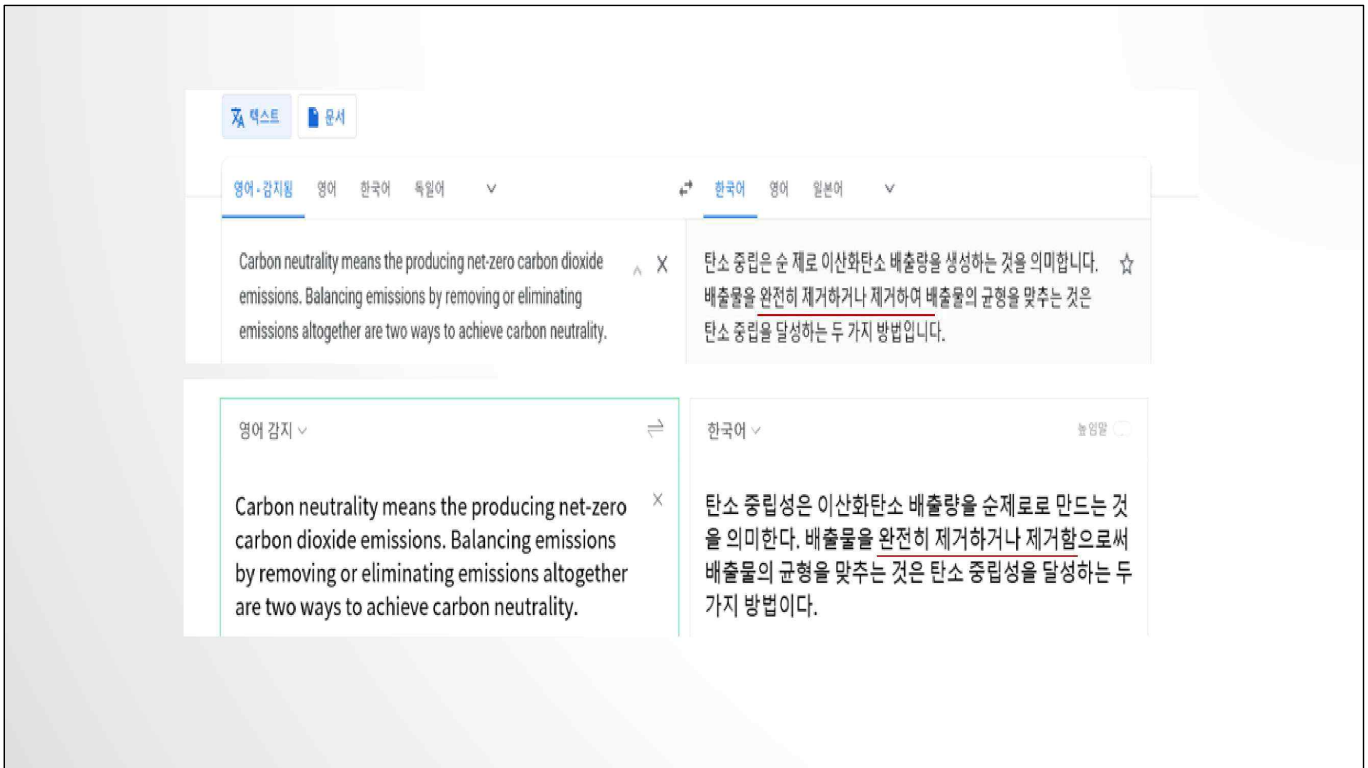 텍스트 문서
영어 - 감지됨 영어 한국어 독일어 한국어 영어 일본어
Carbon neutrality means the producing net-zero carbon dioxide
emissions. Balancing emissions by removing or eliminating
emissions altogether are two ways to achieve carbon neutrality.
탄소 중립은 순 제로 이산화탄소 배출량을 생성하는 것을 의미합니다.
배출물을 완전히 제거하거나 제거하여 배출물의 균형을 맞추는 것은
탄소 중립을 달성하는 두 가지 방법입니다.
영어 감지
한국어 높임말
Carbon neutrality means the producing net-zero
carbon dioxide emissions. Balancing emissions
by removing or eliminating emissions altogether
are two ways to achieve carbon neutrality.
탄소 중립성은 이산화탄소 배출량을 순제로로 만드는 것
을 의미한다. 배출물을 완전히 제거하거나 제거함으로써
배출물의 균형을 맞추는 것은 탄소 중립성을 달성하는 두
가지 방법이다.